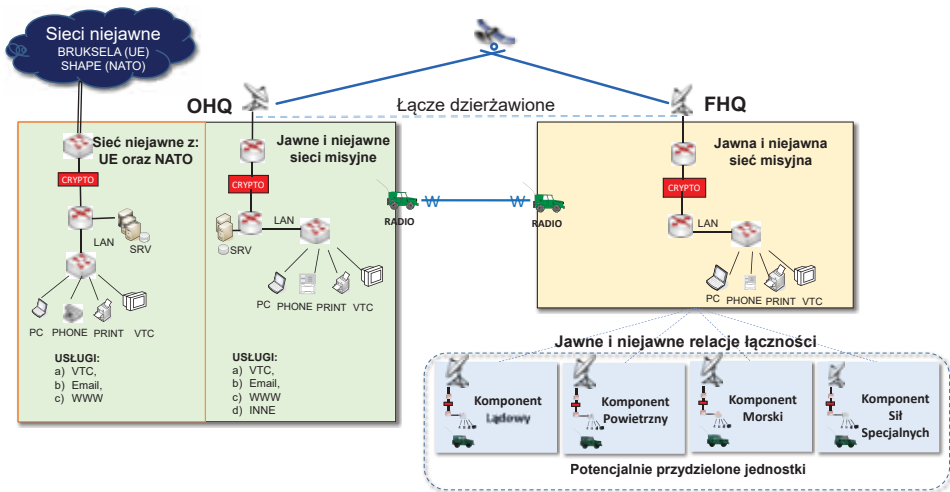 Sieci niejawne
BRUKSELA (UE)
SHAPE (NATO)
OHQ
Łącze dzierżawione
FHQ
Sieć niejawne z:
UE oraz NATO
CRYPTO
LAN
SRV
PC PHONE PRINT VTC
USŁUGI:
a) VTC,
b) Email,
c) WWW
Jawne i niejawne
sieci misyjne
CRYPTO
LAN
SRV
PC PHONE PRINT VTC
USŁUGI:
a) VTC,
b) Email,
c) WWW
d) INNE
RADIO
RADIO
Jawna i niejawna
sieć misyjna
CRYPTO
LAN
PC PHONE PRINT VTC
Jawne i niejawne relacje łączności
Komponent
Lądowy
Komponent
Powietrzny
Komponent
Morski
Komponent
Sił
Specjalnych
Potencjalnie przydzielone jednostki